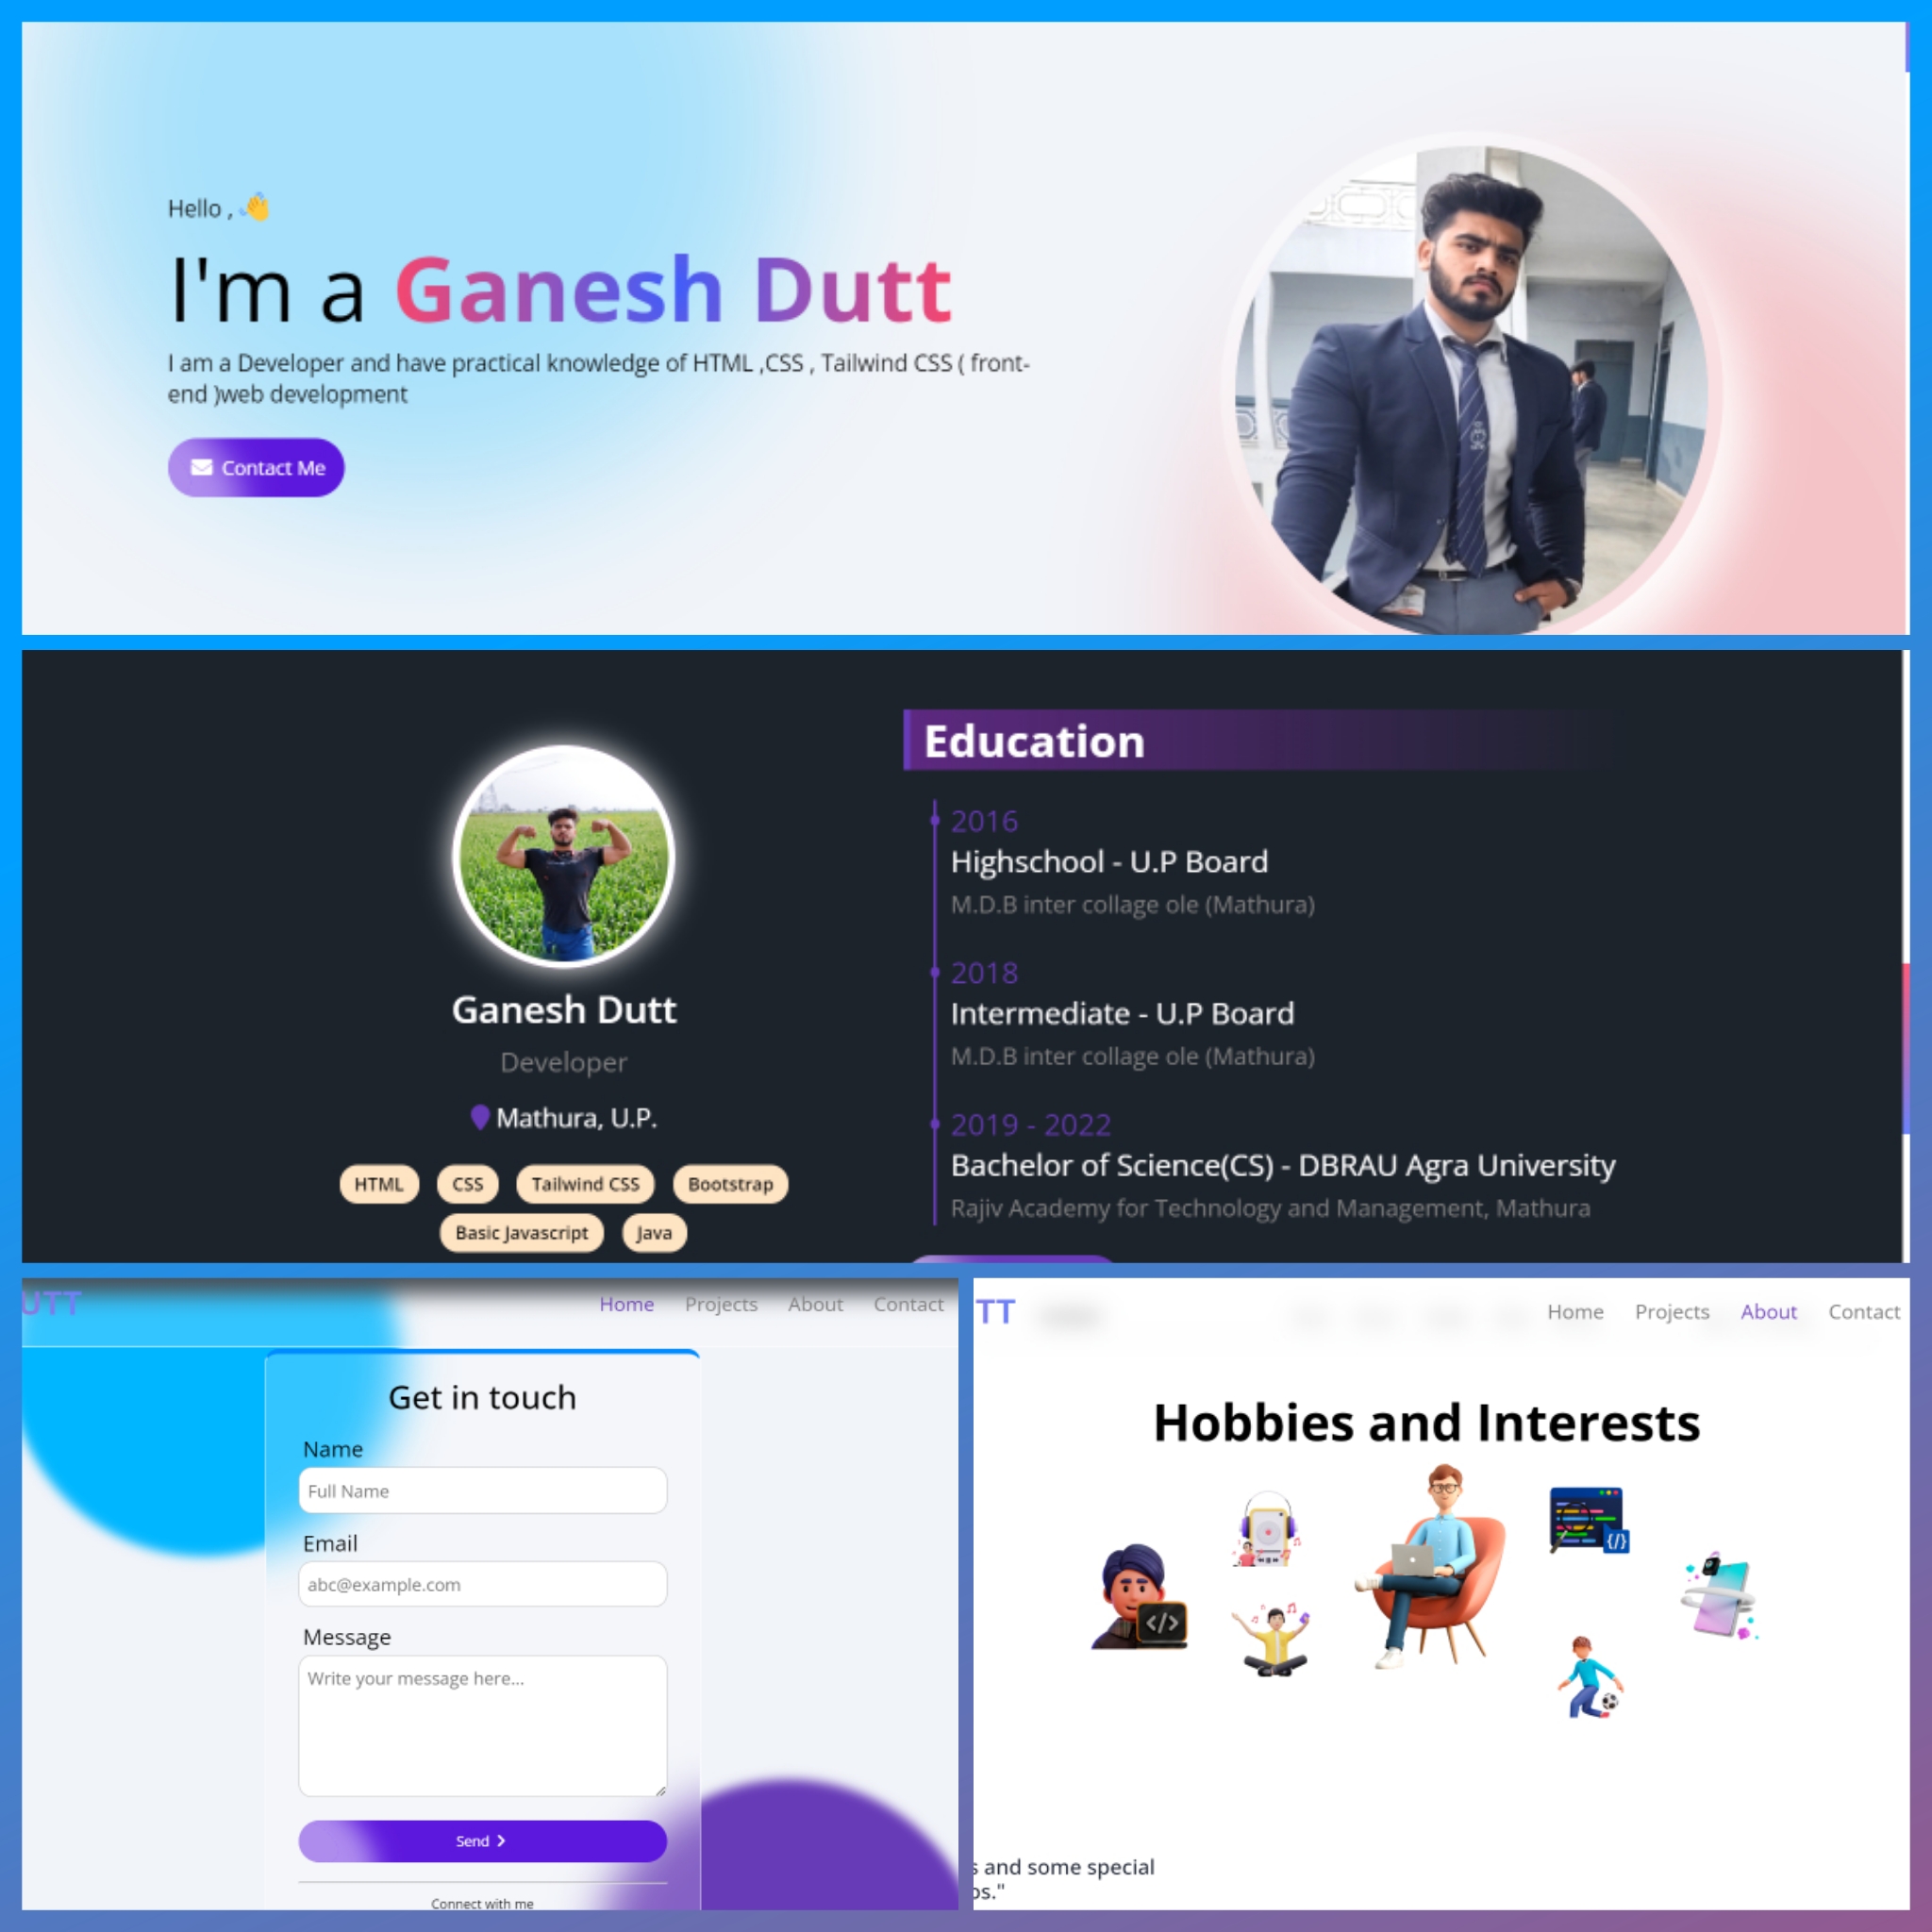 Hello , 👋
I'm a Ganesh Dutt
I am a Developer and have practical knowledge of HTML ,CSS , Tailwind CSS ( front-
end )web development
Contact Me
Ganesh Dutt
Developer
Mathura, U.P.
HTML CSS Tailwind CSS Bootstrap
Basic Javascript Java
Education
2016
Highschool - U.P Board
M.D.B inter collage ole (Mathura)
2018
Intermediate - U.P Board
M.D.B inter collage ole (Mathura)
2019 - 2022
Bachelor of Science(CS) - DBRAU Agra University
Rajiv Academy for Technology and Management, Mathura
UTT Home Projects About Contact
Get in touch
Name
Full Name
Email
abc@example.com
Message
Write your message here...
Send
Connect with me
TT Home Projects About Contact
Hobbies and Interests
</> 
{/}
s and some special
os."